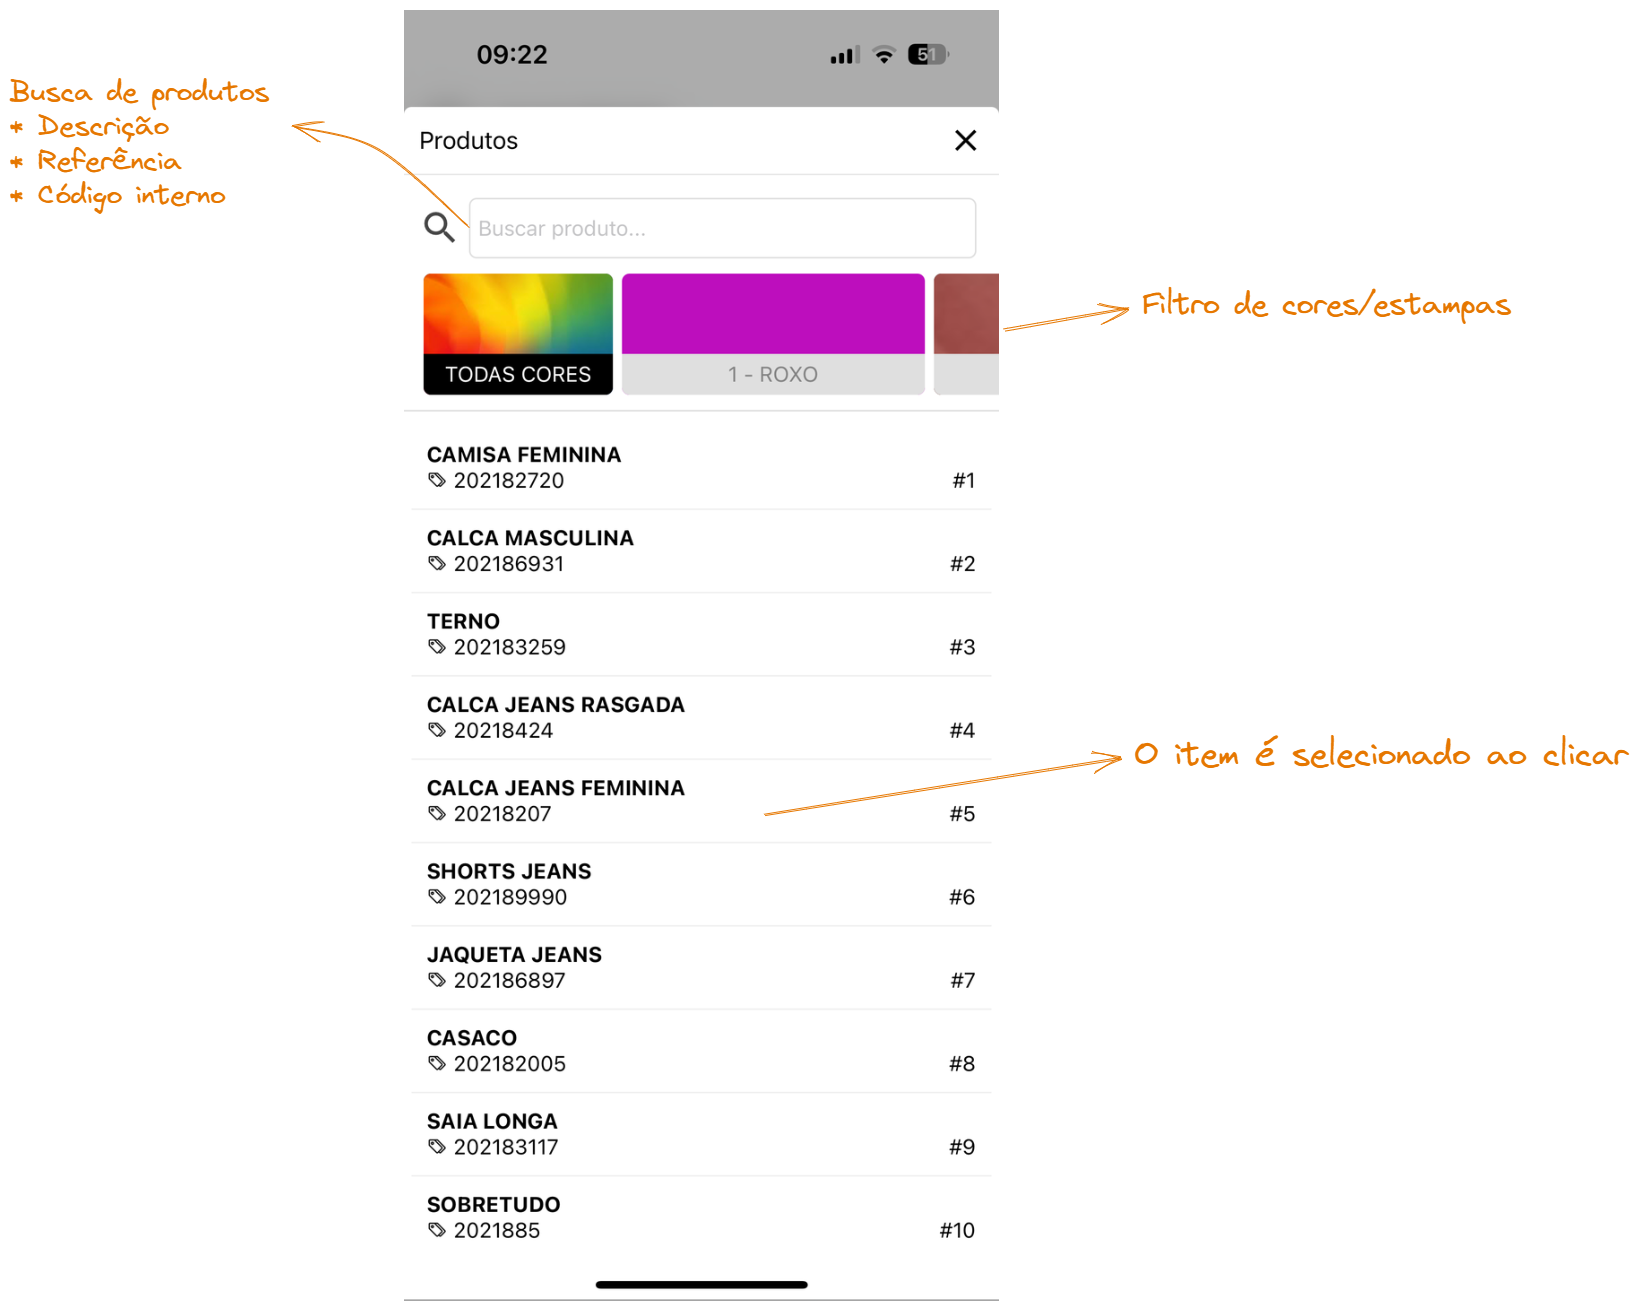 09:22
51
Busca de produtos
* Descrição
* Referência
* Código interno
Produtos
Buscar produto...
TODAS CORES
1 - ROXO
Filtro de cores/estampas
CAMISA FEMININA
202182720
#1
CALCA MASCULINA
202186931
#2
TERNO
202183259
#3
CALCA JEANS RASGADA
20218424
#4
O item é selecionado ao clicar
CALCA JEANS FEMININA
20218207
#5
SHORTS JEANS
202189990
#6
JAQUETA JEANS
202186897
#7
CASACO
202182005
#8
SAIA LONGA
202183117
#9
SOBRETUDO
2021885
#10